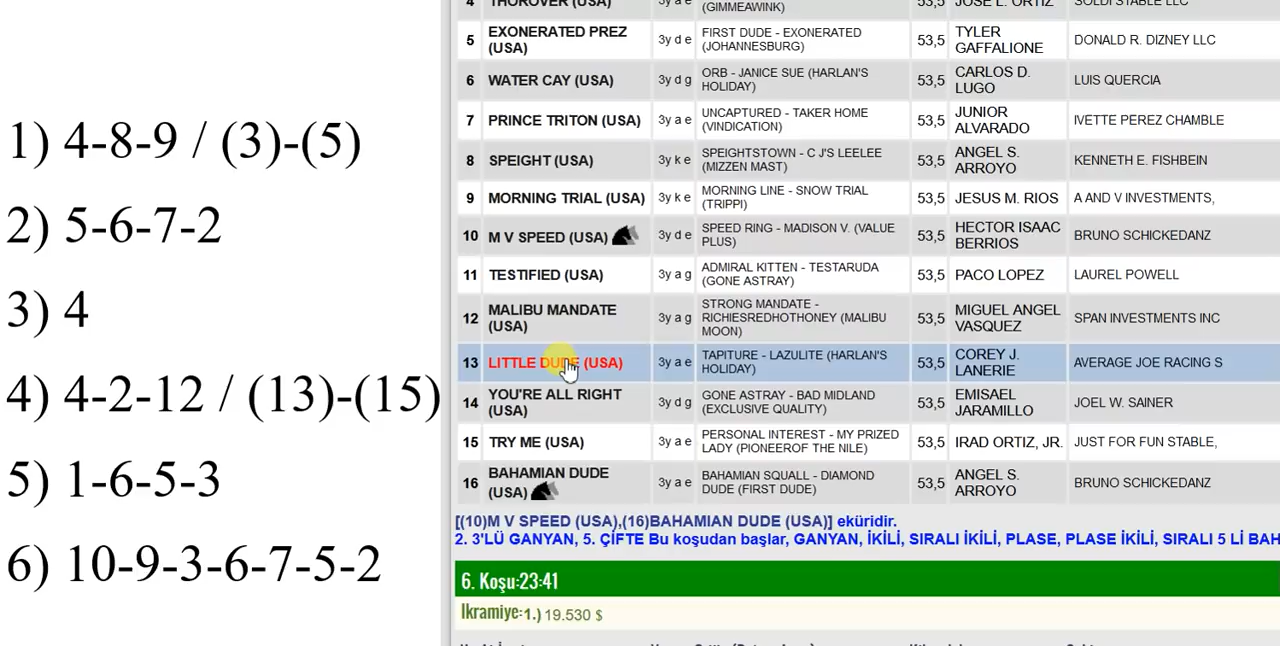 1) 4-8-9 / (3)-(5)
2) 5-6-7-2
3) 4
4) 4-2-12 / (13)-(15)
5) 1-6-5-3
6) 10-9-3-6-7-5-2
4 THOROVER (USA) 3y a e (GIMMEAWINK) 53,5 JOSE L. ORTIZ SOLDI STABLE LLC
5 EXONERATED PREZ (USA) 3y d e FIRST DUDE - EXONERATED (JOHANNESBURG) 53,5 TYLER GAFFALIONE DONALD R. DIZNEY LLC
6 WATER CAY (USA) 3y d g ORB - JANICE SUE (HARLAN'S HOLIDAY) 53,5 CARLOS D. LUGO LUIS QUERCIA
7 PRINCE TRITON (USA) 3y a e UNCAPTURED - TAKER HOME (VINDICATION) 53,5 JUNIOR ALVARADO IVETTE PEREZ CHAMBLE
8 SPEIGHT (USA) 3y k e SPEIGHTSTOWN - C J'S LEELEE (MIZZEN MAST) 53,5 ANGEL S. ARROYO KENNETH E. FISHBEIN
9 MORNING TRIAL (USA) 3y k e MORNING LINE - SNOW TRIAL (TRIPPI) 53,5 JESUS M. RIOS A AND V INVESTMENTS,
10 M V SPEED (USA) 3y d e SPEED RING - MADISON V. (VALUE PLUS) 53,5 HECTOR ISAAC BERRIOS BRUNO SCHICKEDANZ
11 TESTIFIED (USA) 3y a g ADMIRAL KITTEN - TESTARUDA (GONE ASTRAY) 53,5 PACO LOPEZ LAUREL POWELL
12 MALIBU MANDATE (USA) 3y a g STRONG MANDATE - RICHIESREDHOTHONEY (MALIBU MOON) 53,5 MIGUEL ANGEL VASQUEZ SPAN INVESTMENTS INC
13 LITTLE DUDE (USA) 3y a e TAPITURE - LAZULITE (HARLAN'S HOLIDAY) 53,5 COREY J. LANERIE AVERAGE JOE RACING S
14 YOU'RE ALL RIGHT (USA) 3y d g GONE ASTRAY - BAD MIDLAND (EXCLUSIVE QUALITY) 53,5 EMISAEL JARAMILLO JOEL W. SAINER
15 TRY ME (USA) 3y a e PERSONAL INTEREST - MY PRIZED LADY (PIONEEROF THE NILE) 53,5 IRAD ORTIZ, JR. JUST FOR FUN STABLE,
16 BAHAMIAN DUDE (USA) 3y a e BAHAMIAN SQUALL - DIAMOND DUDE (FIRST DUDE) 53,5 ANGEL S. ARROYO BRUNO SCHICKEDANZ
[(10)M V SPEED (USA),(16)BAHAMIAN DUDE (USA)] eküridir.
2. 3'LÜ GANYAN, 5. ÇİFTE Bu koşudan başlar, GANYAN, İKİLİ, SIRALI İKİLİ, PLASE, PLASE İKİLİ, SIRALI 5 Lİ BAH
6. Koşu:23:41
Ikramiye:1.) 19.530 $